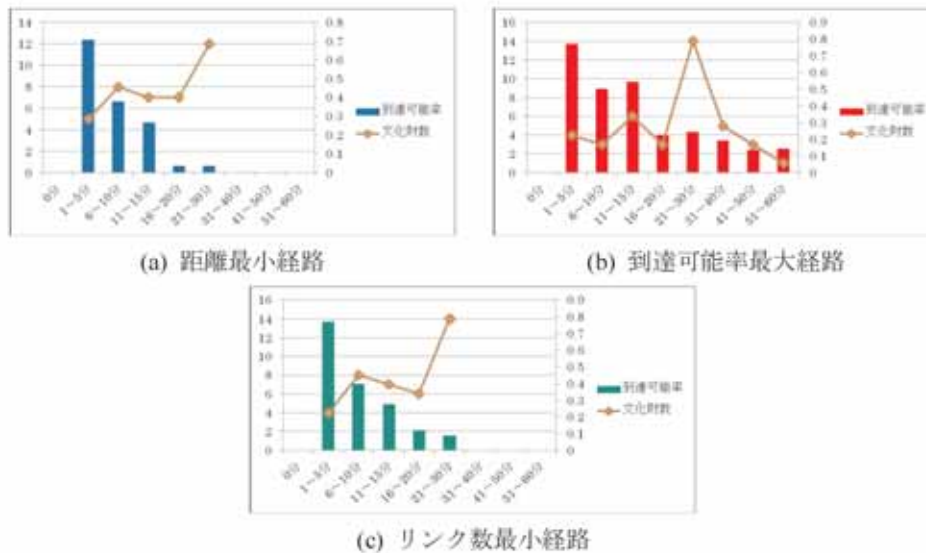 14
12
10
8
6
4
2
0
0.8
0.7
0.6
0.5
0.4
0.3
0.2
0.1
0
0分
1～5分
6～10分
11～15分
16～20分
21～30分
31～40分
41～50分
51～60分
到達可能率
文化財数
(a) 距離最小経路
16
14
12
10
8
6
4
2
0
0.9
0.8
0.7
0.6
0.5
0.4
0.3
0.2
0.1
0
0分
1～5分
6～10分
11～15分
16～20分
21～30分
31～40分
41～50分
51～60分
到達可能率
文化財数
(b) 到達可能率最大経路
16
14
12
10
8
6
4
2
0
0.9
0.8
0.7
0.6
0.5
0.4
0.3
0.2
0.1
0
0分
1～5分
6～10分
11～15分
16～20分
21～30分
31～40分
41～50分
51～60分
到達可能率
文化財数
(c) リンク数最小経路